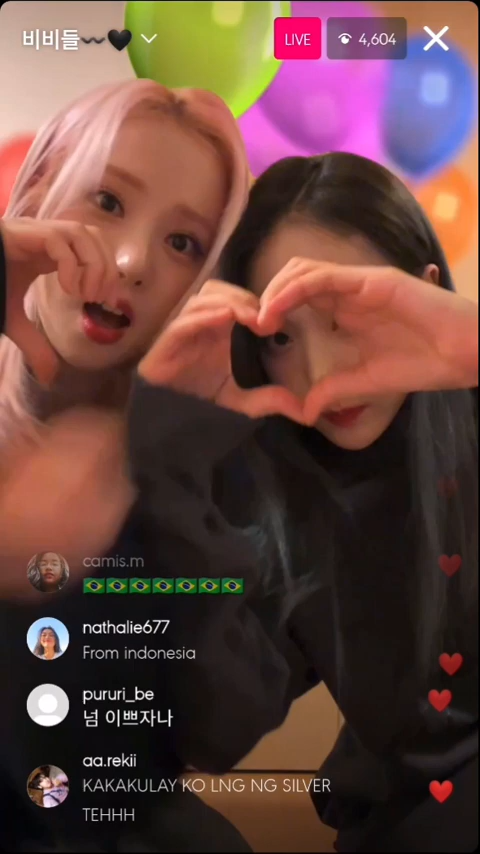 비비들〰️🖤
LIVE
4,604
camis.m
🇧🇷🇧🇷🇧🇷🇧🇷🇧🇷🇧🇷🇧🇷
nathalie677
From indonesia
pururi_be
넘 이쁘자나
aa.rekii
KAKAKULAY KO LNG NG SILVER
TEHHH